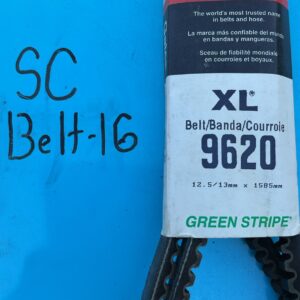 SC
Belt-16
The world's most trusted name
in belts and hose.
La marca más confiable del mundo
en bandas y mangueras.
Sceau de fiabilité mondiale
en courroies et boyaux.
XL®
Belt/Banda/Courroie
9620
12.5/13mm x 1585mm
GREEN STRIPE